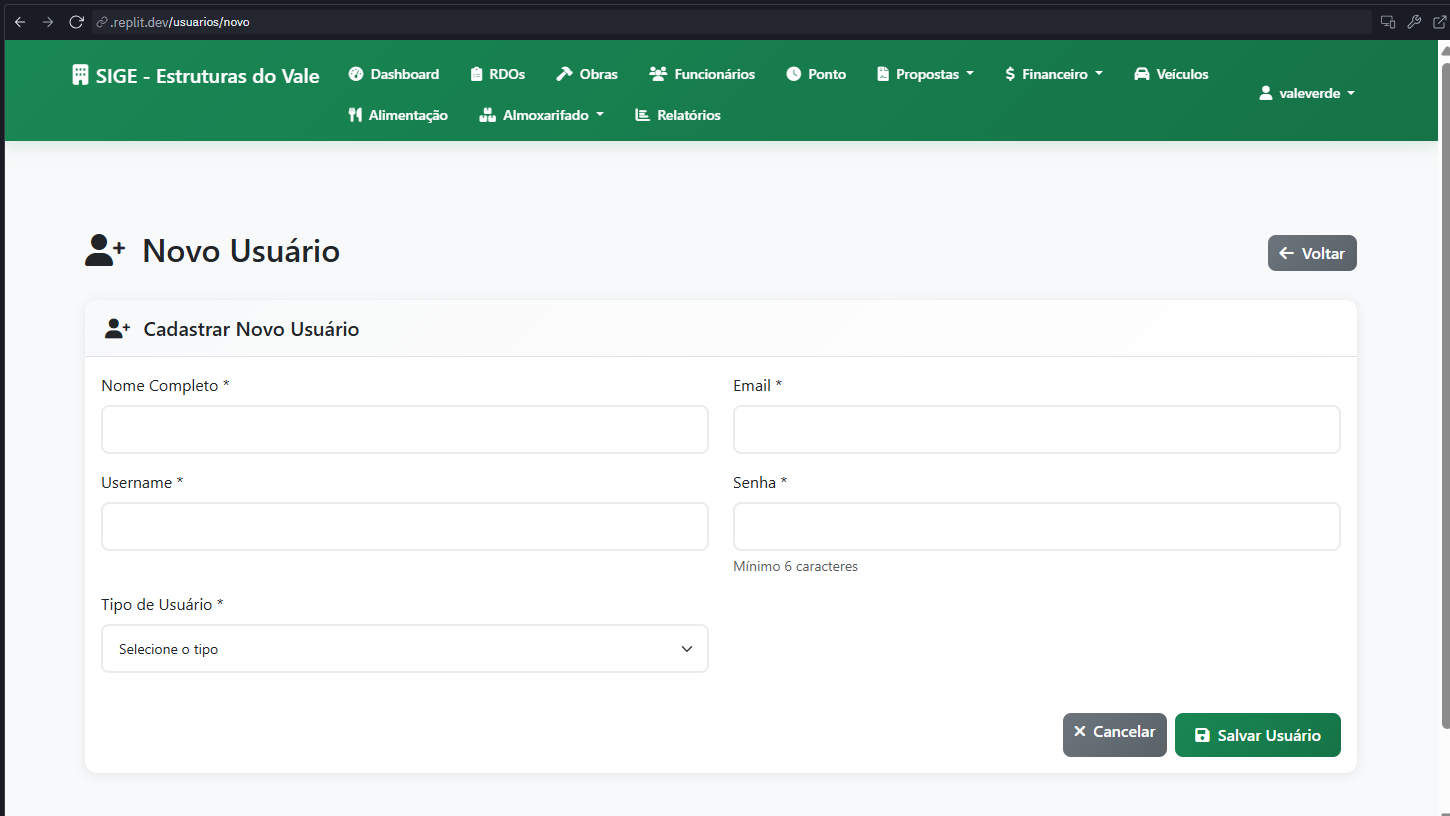 .replit.dev/usuarios/novo
SIGE - Estruturas do Vale
Dashboard RDOs Obras Funcionários Ponto Propostas Financeiro Veículos
Alimentação Almoxarifado Relatórios
valeverde
Novo Usuário
Voltar
Cadastrar Novo Usuário
Nome Completo * Email *
Username * Senha *
Mínimo 6 caracteres
Tipo de Usuário *
Selecione o tipo
Cancelar Salvar Usuário